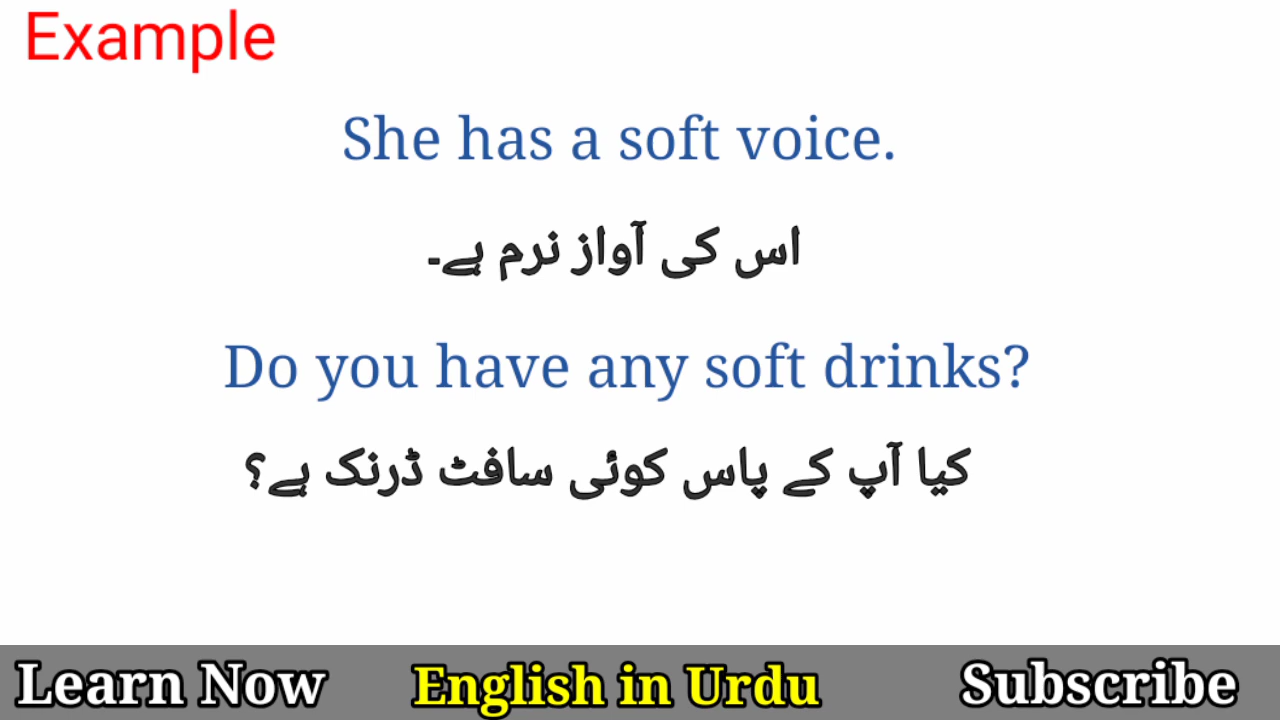 Example
She has a soft voice.
اس کی آواز نرم ہے۔
Do you have any soft drinks?
کیا آپ کے پاس کوئی سافٹ ڈرنک ہے؟
Learn Now English in Urdu Subscribe